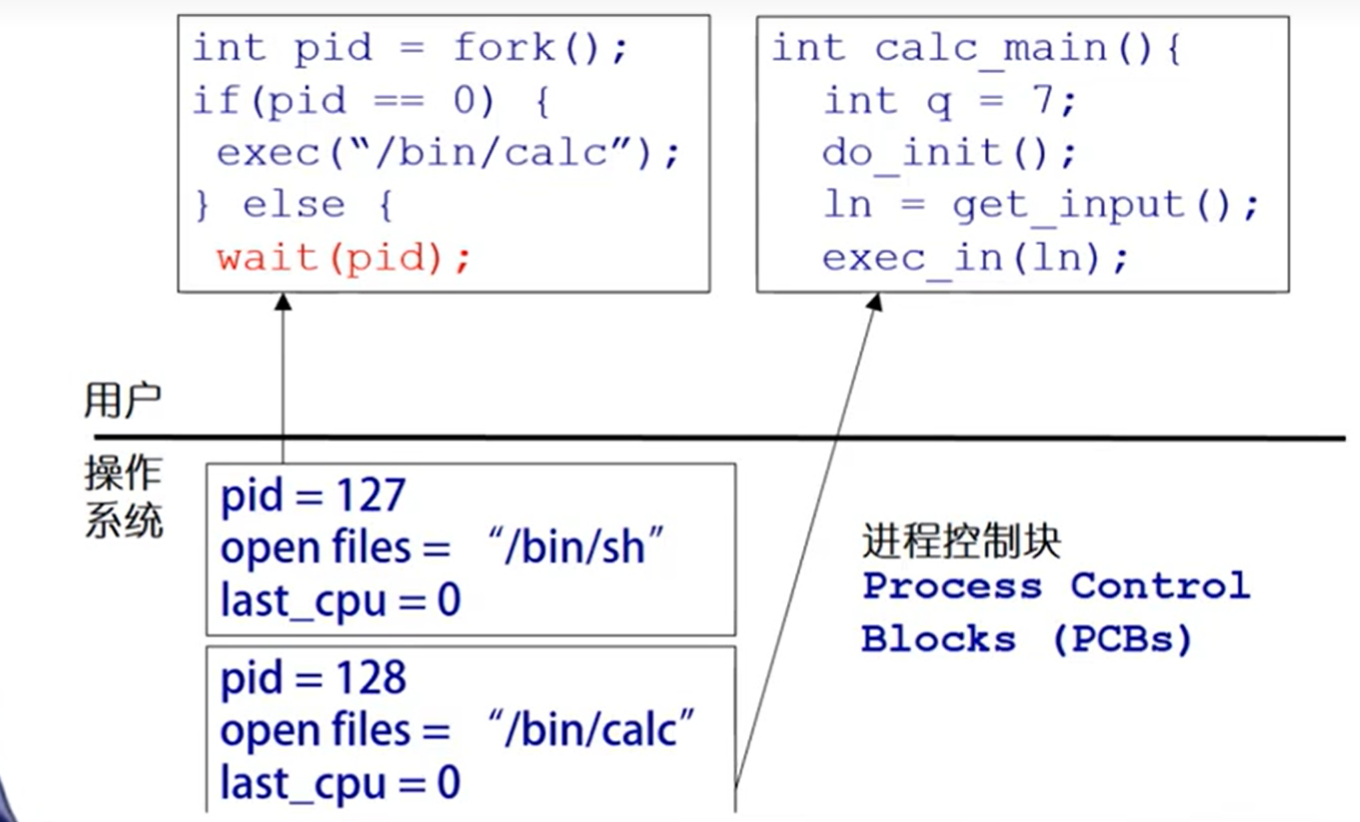 int pid = fork();
if(pid == 0) {
exec(“/bin/calc”);
} else {
wait(pid);
int calc_main(){
int q = 7;
do_init();
ln = get_input();
exec_in(ln);
用户
操作
系统
pid = 127
open files = “/bin/sh”
last_cpu = 0
pid = 128
open files = “/bin/calc”
last_cpu = 0
进程控制块
Process Control
Blocks (PCBs)